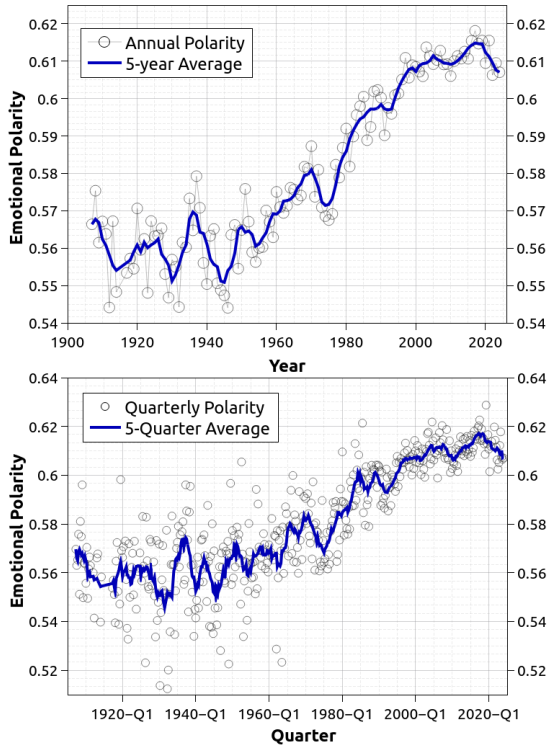 0.62 0.62
Annual Polarity
5-year Average
0.61 0.61
0.6 0.6
0.59 0.59
0.58 0.58
0.57 0.57
0.56 0.56
0.55 0.55
0.54 0.54
Emotional Polarity
1900 1920 1940 1960 1980 2000 2020
Year
0.64 0.64
Quarterly Polarity
5-Quarter Average
0.62 0.62
0.6 0.6
0.58 0.58
0.56 0.56
0.54 0.54
0.52 0.52
Emotional Polarity
1920-Q1 1940-Q1 1960-Q1 1980-Q1 2000-Q1 2020-Q1
Quarter